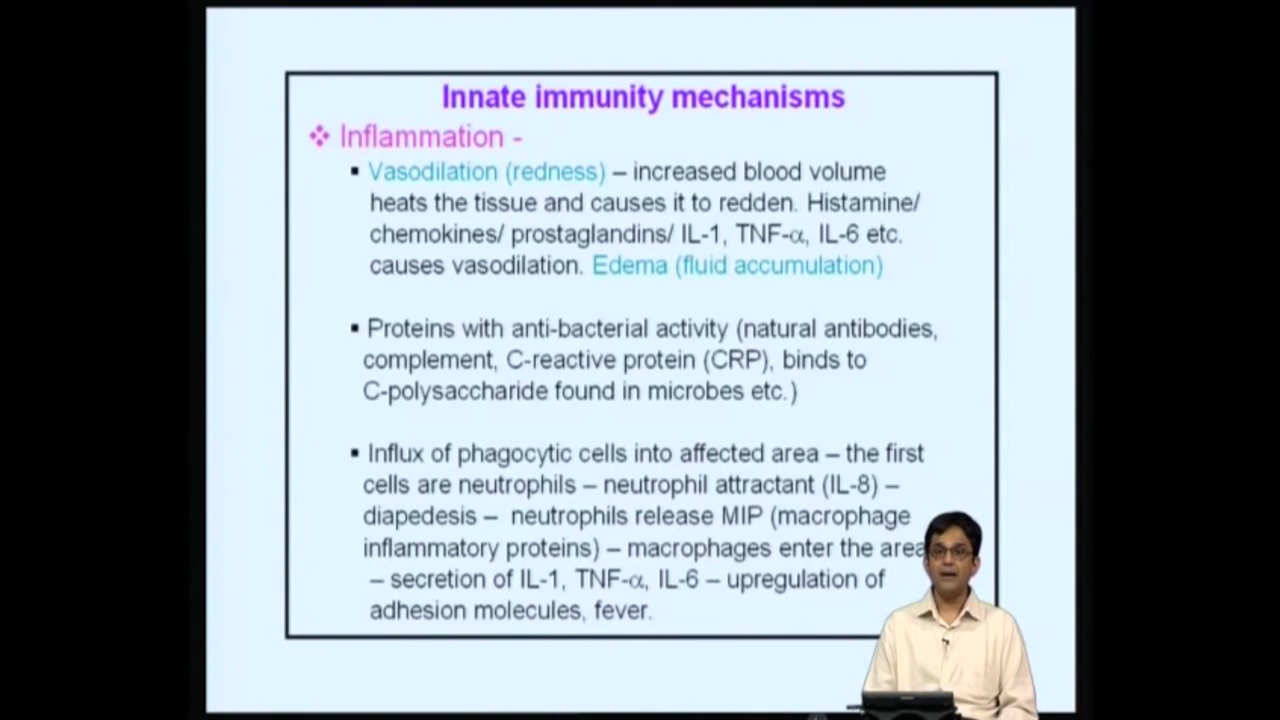 Innate immunity mechanisms
❖ Inflammation -
▪ Vasodilation (redness) – increased blood volume
heats the tissue and causes it to redden. Histamine/
chemokines/ prostaglandins/ IL-1, TNF-α, IL-6 etc.
causes vasodilation. Edema (fluid accumulation)
▪ Proteins with anti-bacterial activity (natural antibodies,
complement, C-reactive protein (CRP), binds to
C-polysaccharide found in microbes etc.)
▪ Influx of phagocytic cells into affected area – the first
cells are neutrophils – neutrophil attractant (IL-8) –
diapedesis – neutrophils release MIP (macrophage
inflammatory proteins) – macrophages enter the area
– secretion of IL-1, TNF-α, IL-6 – upregulation of
adhesion molecules, fever.